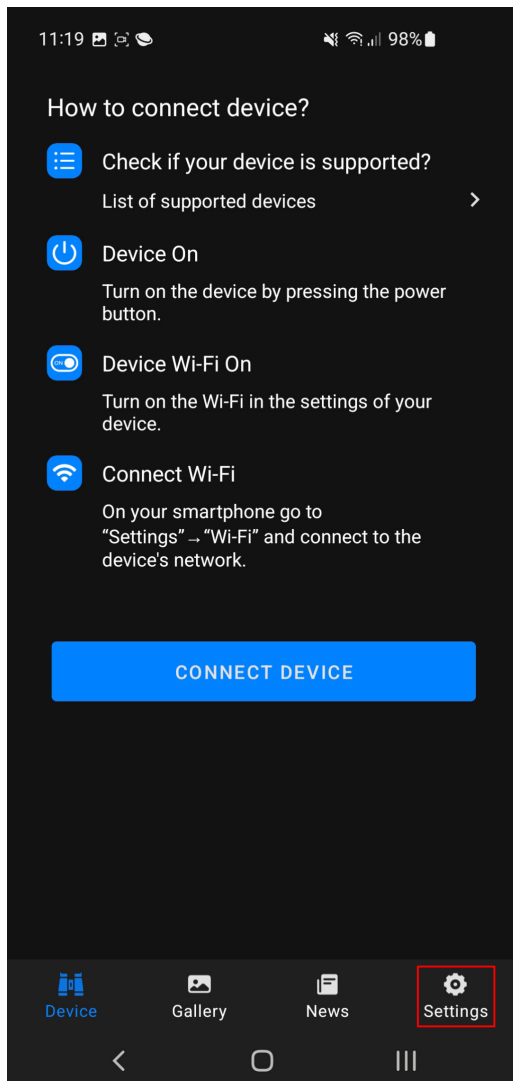 11:19 98%
How to connect device?
Check if your device is supported?
List of supported devices
Device On
Turn on the device by pressing the power
button.
ON
Device Wi-Fi On
Turn on the Wi-Fi in the settings of your
device.
Connect Wi-Fi
On your smartphone go to
“Settings”→“Wi-Fi” and connect to the
device's network.
CONNECT DEVICE
Device Gallery News Settings